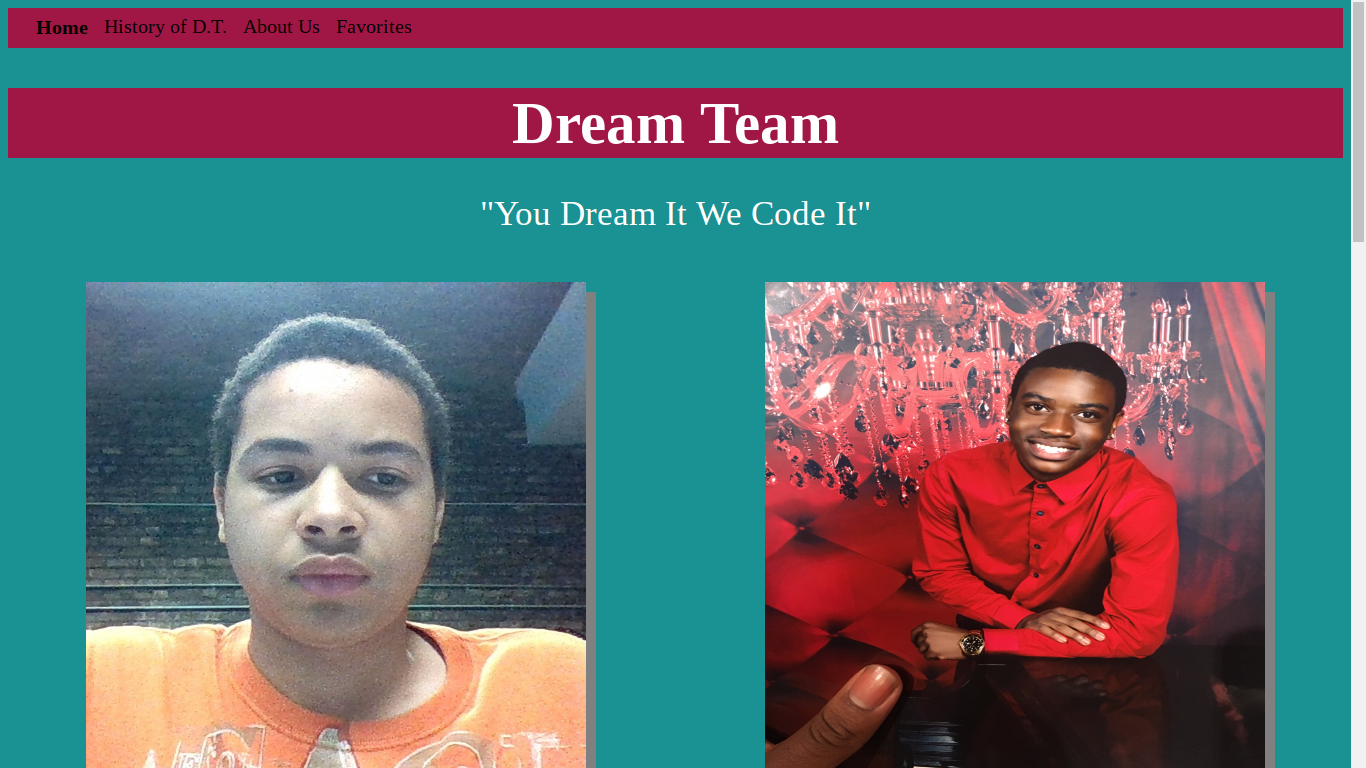 Home History of D.T. About Us Favorites
Dream Team
"You Dream It We Code It"